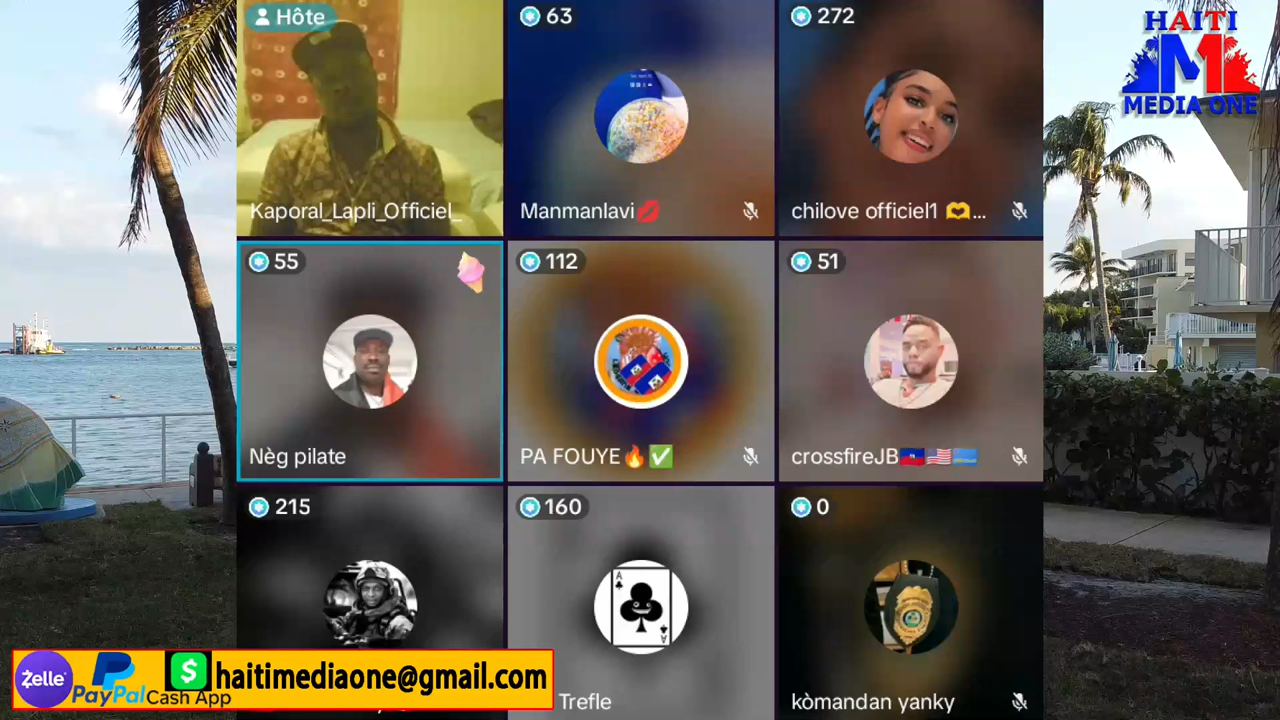 Hôte
63
272
HAITI
M
MEDIA ONE
Kaporal_Lapli_Officiel_
Manmanlavi💋
chilove officiel1 🫶...
55
112
51
Nèg pilate
PA FOUYE🔥✅
crossfireJB🇭🇹🇺🇸🇦🇼
215
160
0
A
A
Zelle
PayPal
$
Cash App
haitimediaone@gmail.com
Trefle
kòmandan yanky